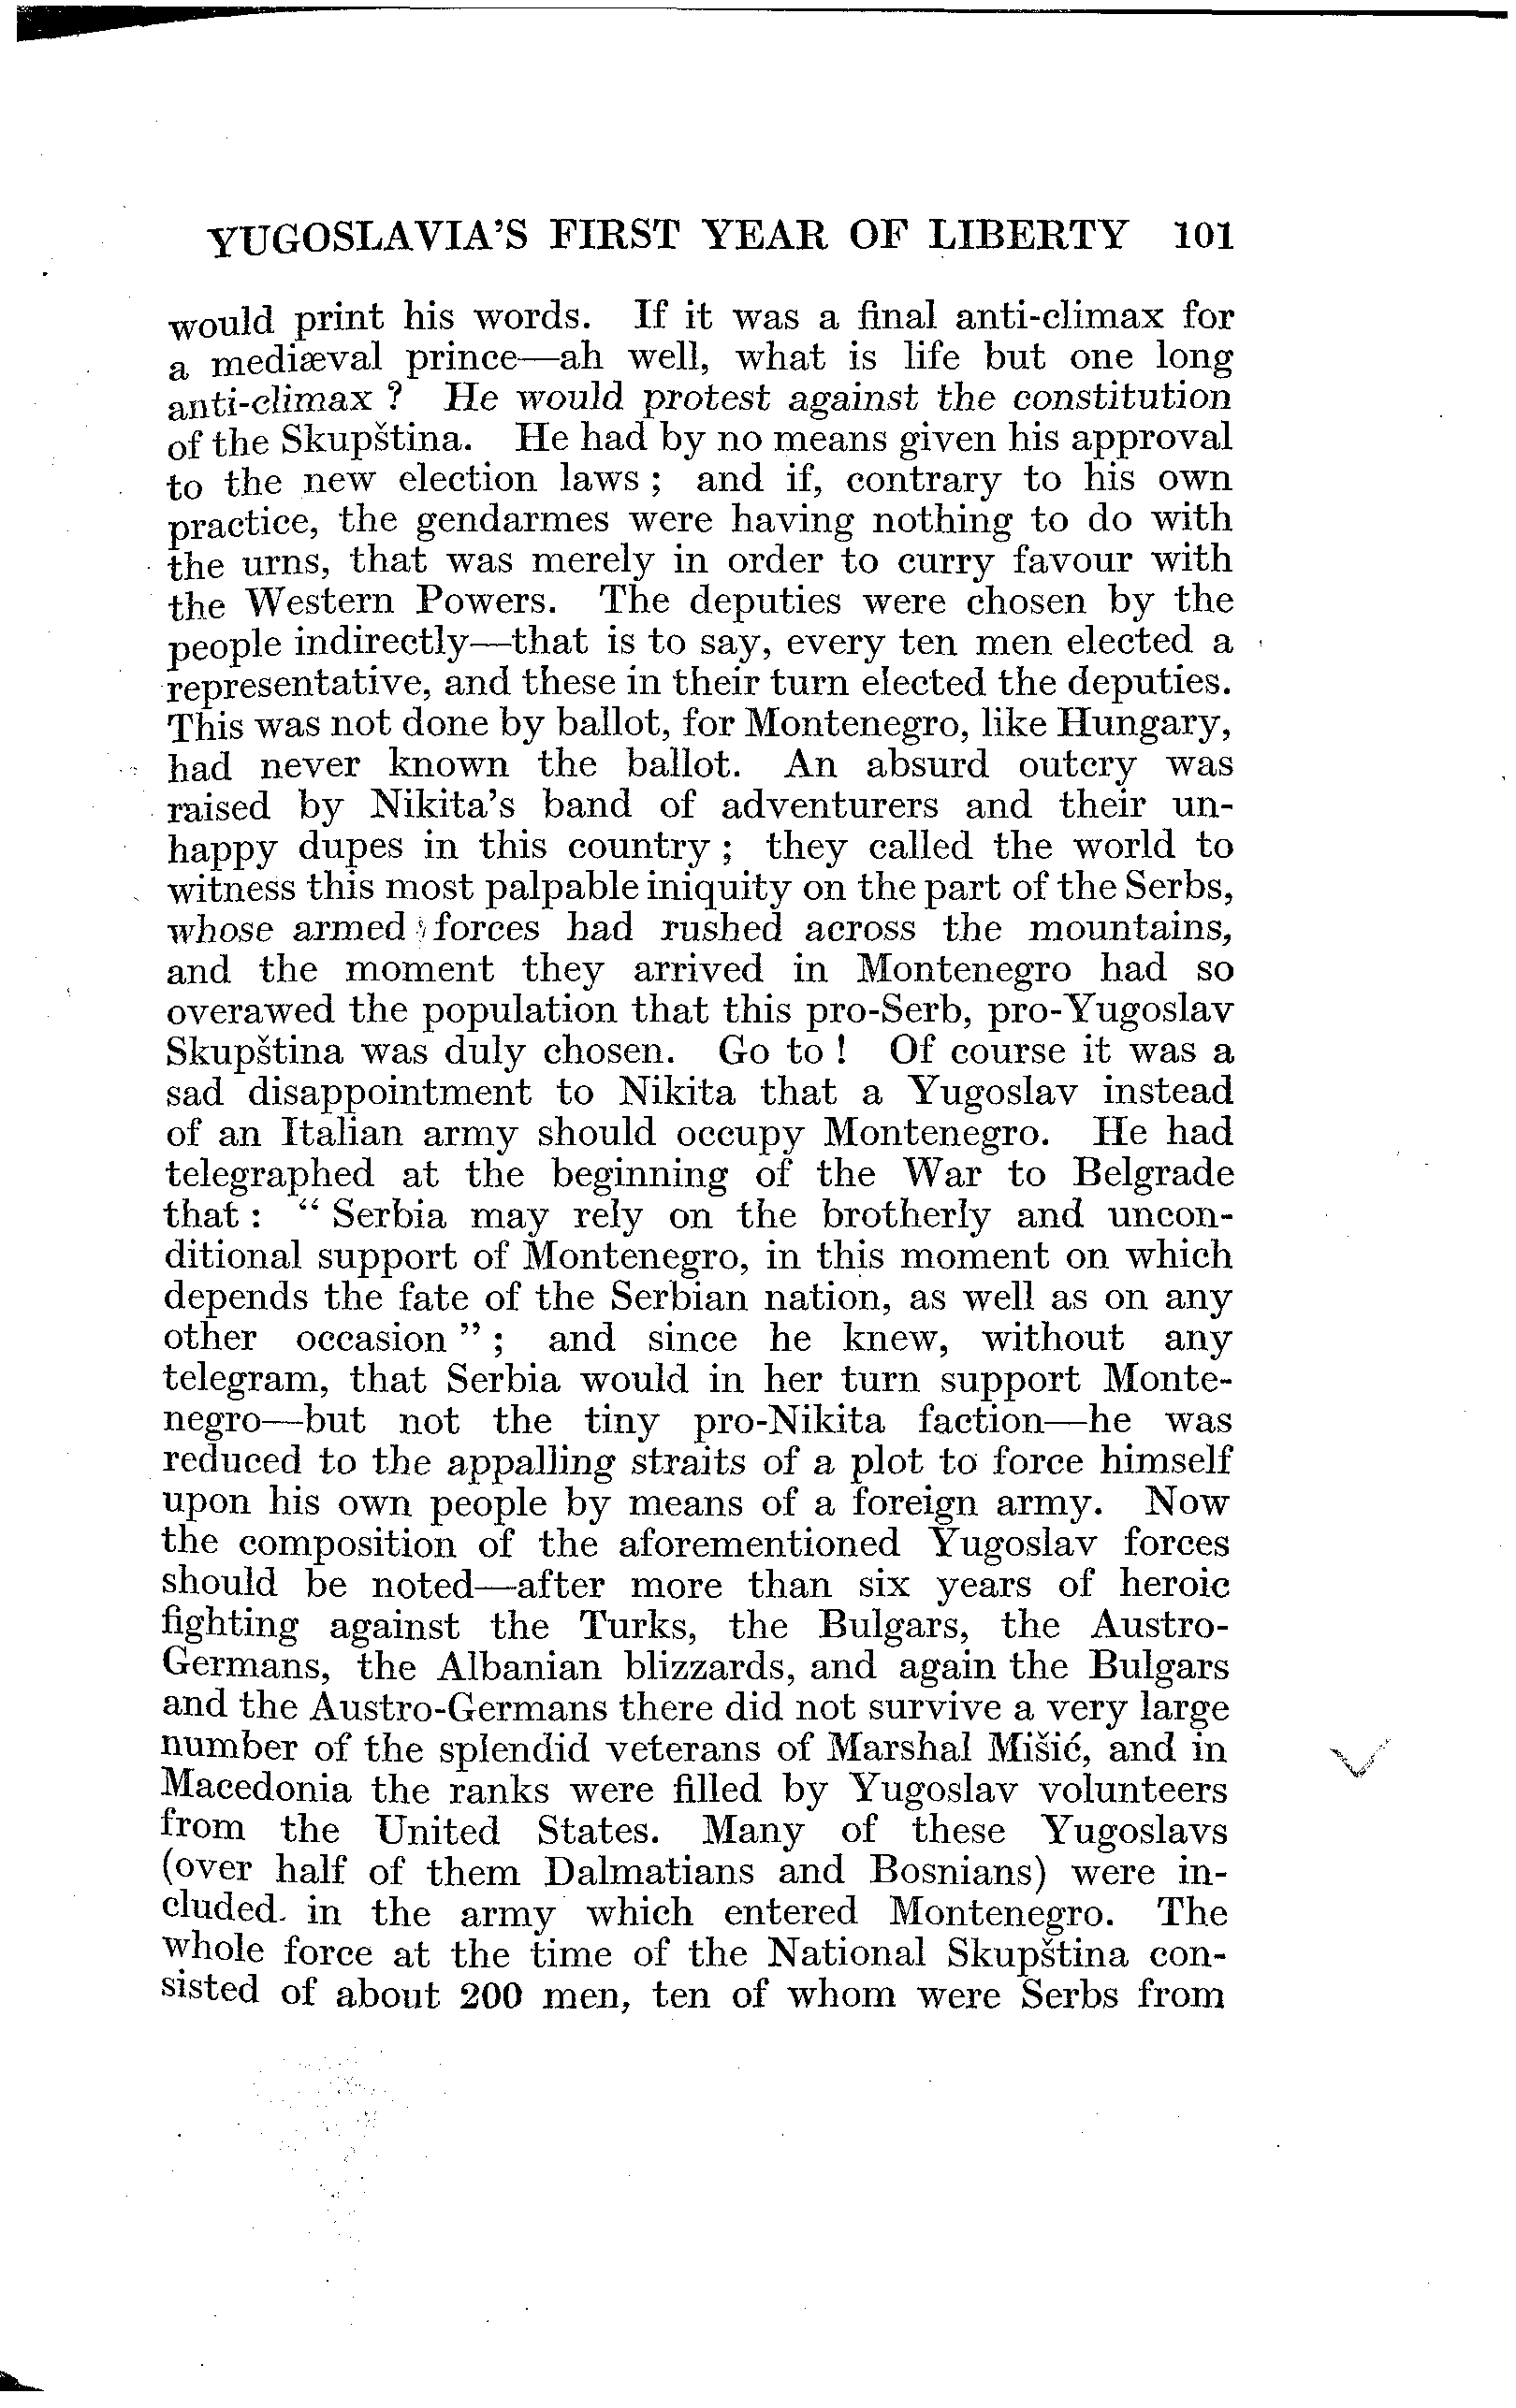 YUGOSLAVIA'S FIRST YEAR OF LIBERTY 101
would print his words. If it was a final anti-climax for
a mediæval prince—ah well, what is life but one long
anti-climax ? He would protest against the constitution
of the Skupština. He had by no means given his approval
to the new election laws ; and if, contrary to his own
practice, the gendarmes were having nothing to do with
the urns, that was merely in order to curry favour with
the Western Powers. The deputies were chosen by the
people indirectly—that is to say, every ten men elected a
representative, and these in their turn elected the deputies.
This was not done by ballot, for Montenegro, like Hungary,
had never known the ballot. An absurd outcry was
raised by Nikita's band of adventurers and their un-
happy dupes in this country ; they called the world to
witness this most palpable iniquity on the part of the Serbs,
whose armed forces had rushed across the mountains,
and the moment they arrived in Montenegro had so
overawed the population that this pro-Serb, pro-Yugoslav
Skupština was duly chosen. Go to ! Of course it was a
sad disappointment to Nikita that a Yugoslav instead
of an Italian army should occupy Montenegro. He had
telegraphed at the beginning of the War to Belgrade
that : “ Serbia may rely on the brotherly and uncon-
ditional support of Montenegro, in this moment on which
depends the fate of the Serbian nation, as well as on any
other occasion ” ; and since he knew, without any
telegram, that Serbia would in her turn support Monte-
negro—but not the tiny pro-Nikita faction—he was
reduced to the appalling straits of a plot to force himself
upon his own people by means of a foreign army. Now
the composition of the aforementioned Yugoslav forces
should be noted—after more than six years of heroic
fighting against the Turks, the Bulgars, the Austro-
Germans, the Albanian blizzards, and again the Bulgars
and the Austro-Germans there did not survive a very large
number of the splendid veterans of Marshal Mišić, and in
Macedonia the ranks were filled by Yugoslav volunteers
from the United States. Many of these Yugoslavs
(over half of them Dalmatians and Bosnians) were in-
cluded in the army which entered Montenegro. The
whole force at the time of the National Skupština con-
sisted of about 200 men, ten of whom were Serbs from